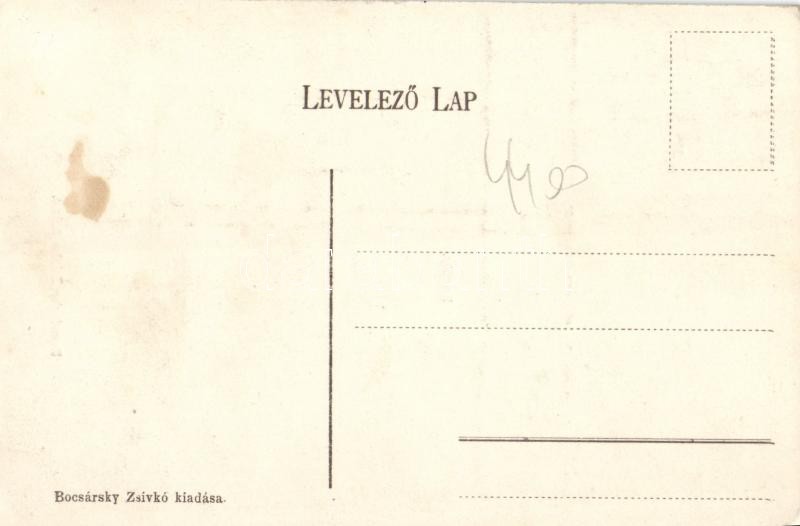 LEVELEZŐ LAP
Bocsársky Zsivkó kiadása.